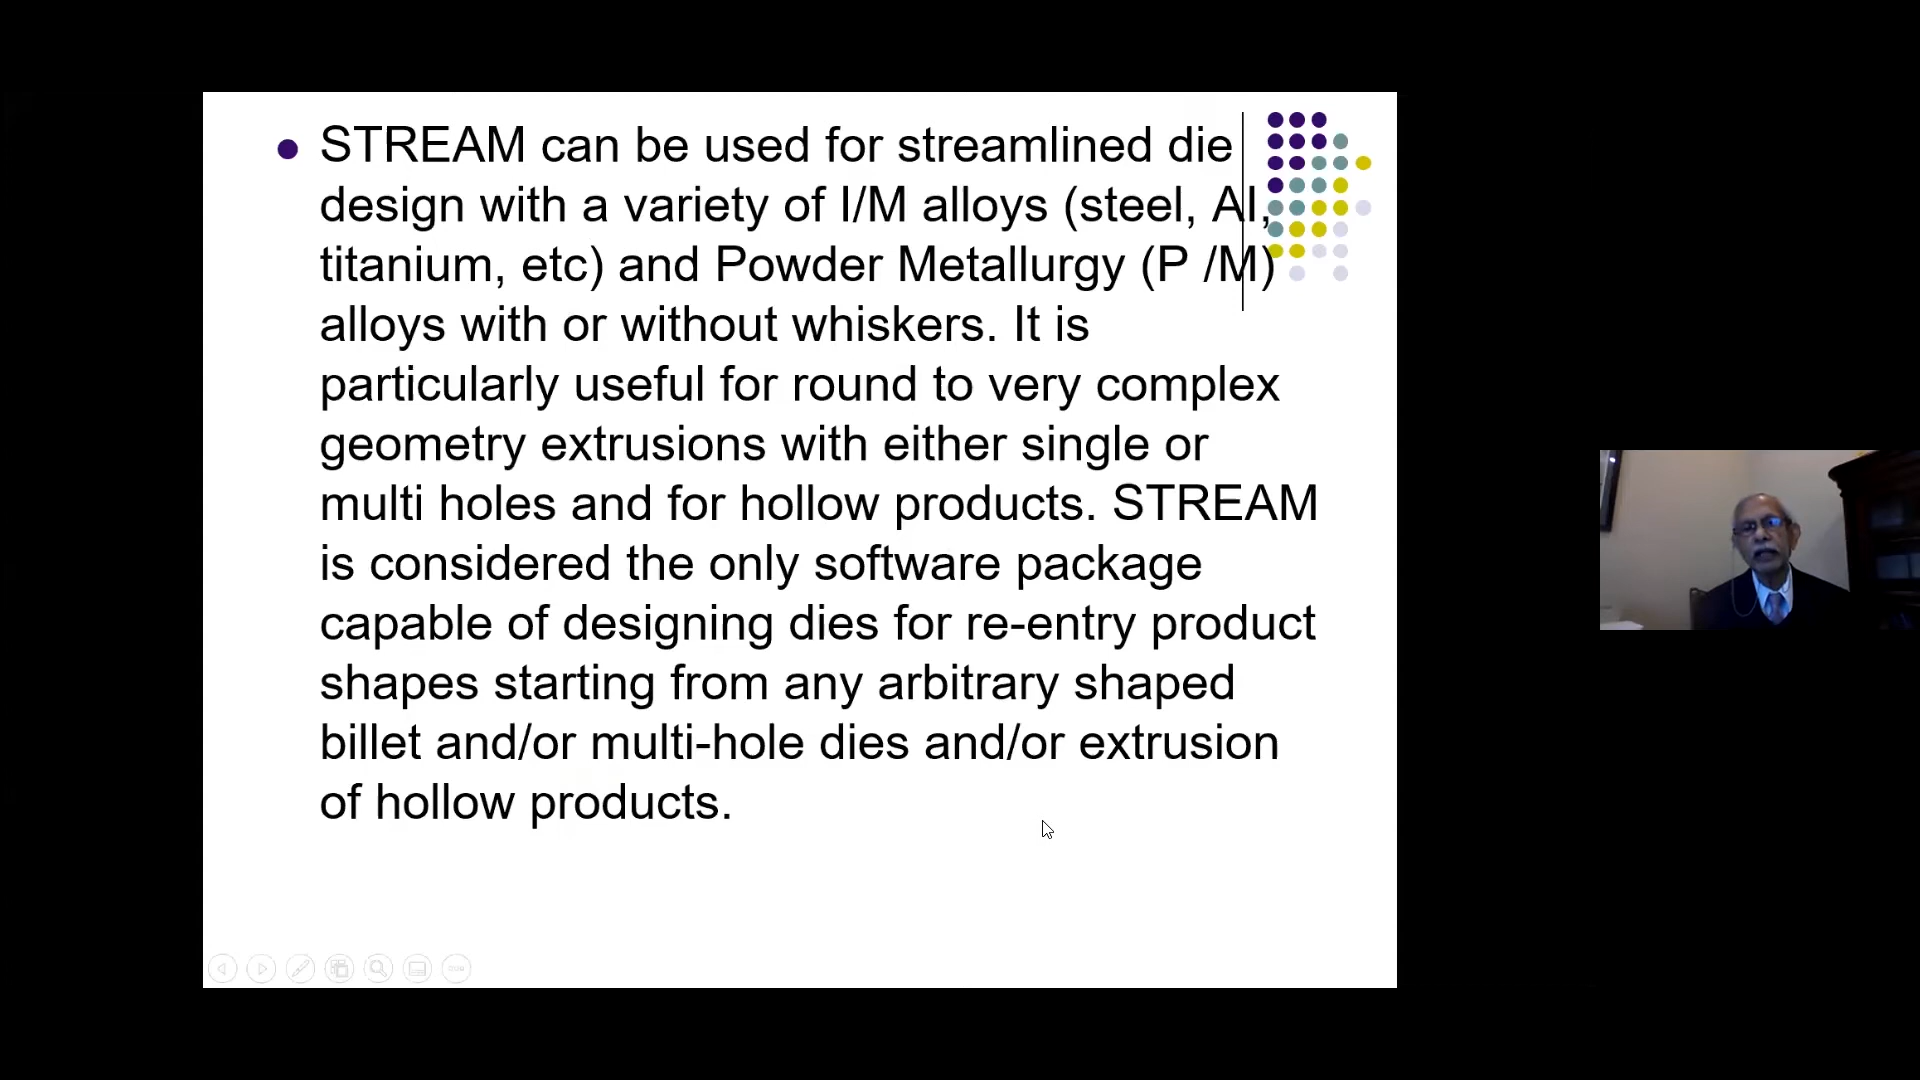 STREAM can be used for streamlined die
design with a variety of I/M alloys (steel, Al,
titanium, etc) and Powder Metallurgy (P /M)
alloys with or without whiskers. It is
particularly useful for round to very complex
geometry extrusions with either single or
multi holes and for hollow products. STREAM
is considered the only software package
capable of designing dies for re-entry product
shapes starting from any arbitrary shaped
billet and/or multi-hole dies and/or extrusion
of hollow products.